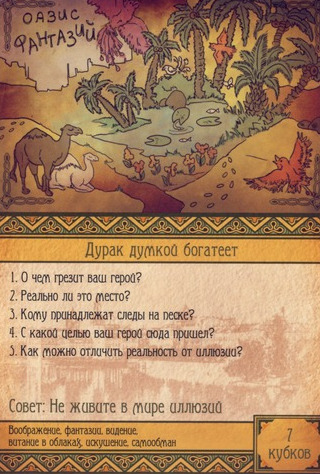 ОАЗИС
ФАНТАЗИЙ
Дурак думкой богатеет
1. О чем грезит ваш герой?
2. Реально ли это место?
3. Кому принадлежат следы на песке?
4. С какой целью ваш герой сюда пришел?
5. Как можно отличить реальность от иллюзии?
Совет: Не живите в мире иллюзий
Воображение, фантазии, видение,
витание в облаках, искушение, самообман
7
кубков